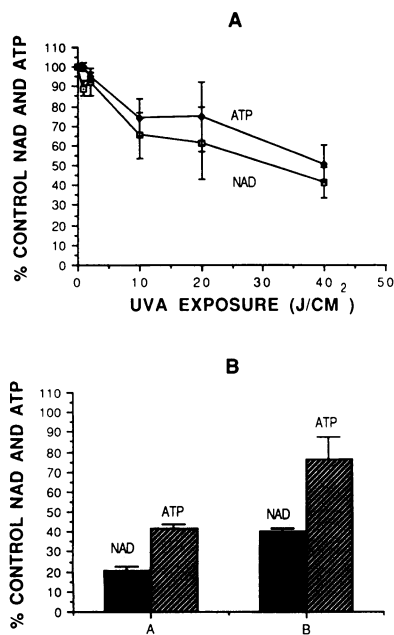 A
% CONTROL NAD AND ATP
110
100
90
80
70
60
50
40
30
20
10
0
ATP
NAD
0 10 20 30 40 50
2
UVA EXPOSURE (J/CM )
B
% CONTROL NAD AND ATP
110
100
90
80
70
60
50
40
30
20
10
0
NAD
ATP
NAD
ATP
A B